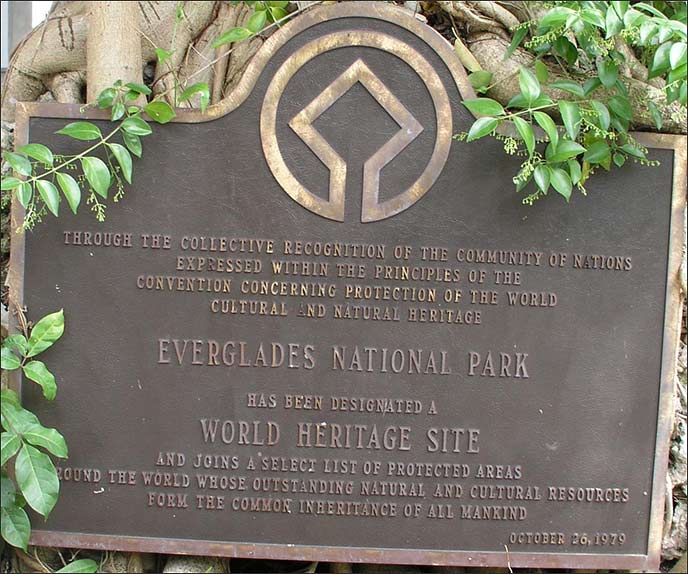 THROUGH THE COLLECTIVE RECOGNITION OF THE COMMUNITY OF NATIONS
EXPRESSED WITHIN THE PRINCIPLES OF THE
CONVENTION CONCERNING PROTECTION OF THE WORLD
CULTURAL AND NATURAL HERITAGE
EVERGLADES NATIONAL PARK
HAS BEEN DESIGNATED A
WORLD HERITAGE SITE
AND JOINS A SELECT LIST OF PROTECTED AREAS
ROUND THE WORLD WHOSE OUTSTANDING NATURAL AND CULTURAL RESOURCES
FORM THE COMMON INHERITANCE OF ALL MANKIND
OCTOBER 26, 1979